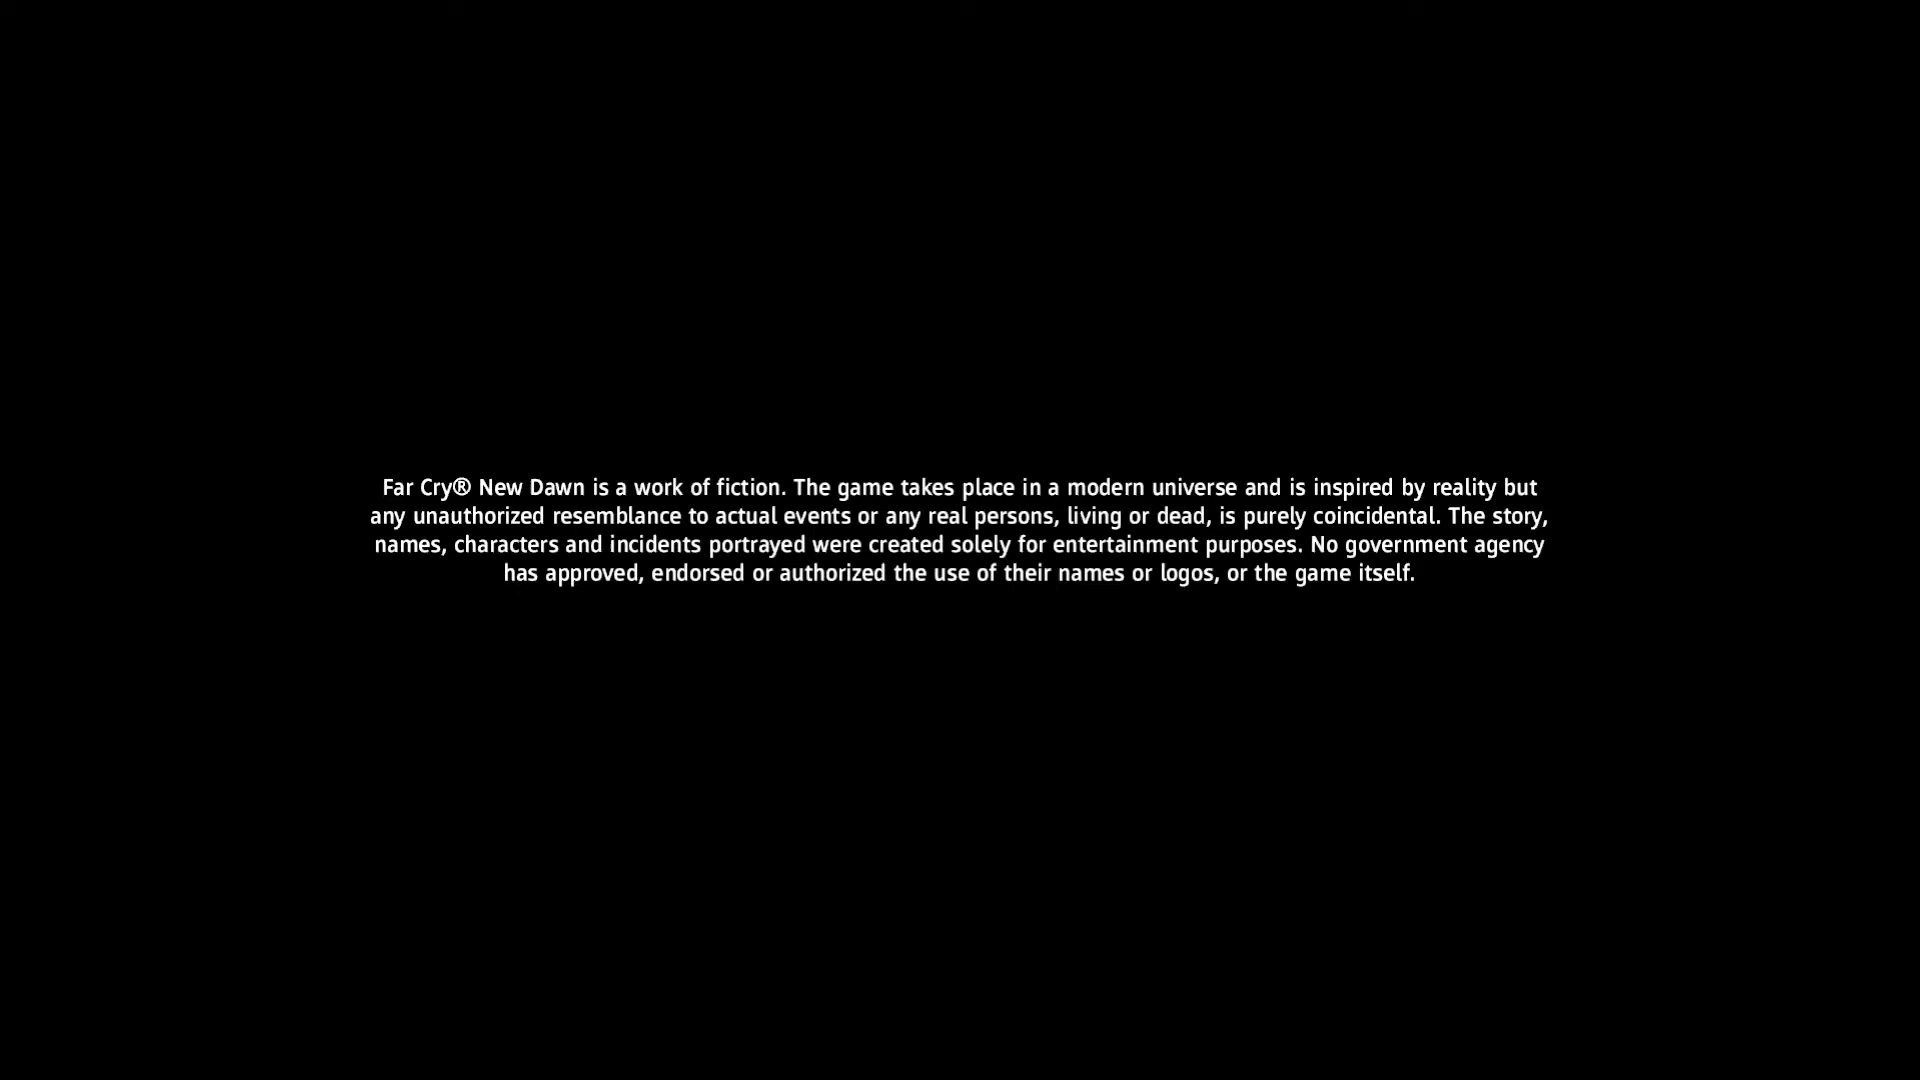 Far Cry® New Dawn is a work of fiction. The game takes place in a modern universe and is inspired by reality but
any unauthorized resemblance to actual events or any real persons, living or dead, is purely coincidental. The story,
names, characters and incidents portrayed were created solely for entertainment purposes. No government agency
has approved, endorsed or authorized the use of their names or logos, or the game itself.